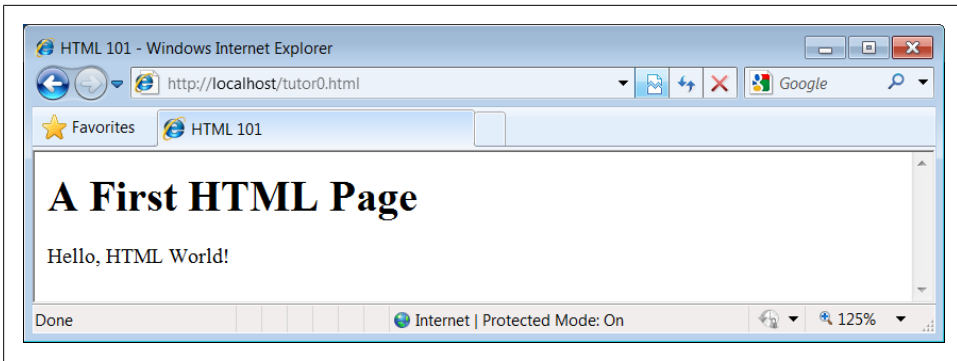 HTML 101 - Windows Internet Explorer
http://localhost/tutor0.html
Google
Favorites
HTML 101
A First HTML Page
Hello, HTML World!
Done
Internet | Protected Mode: On
125%